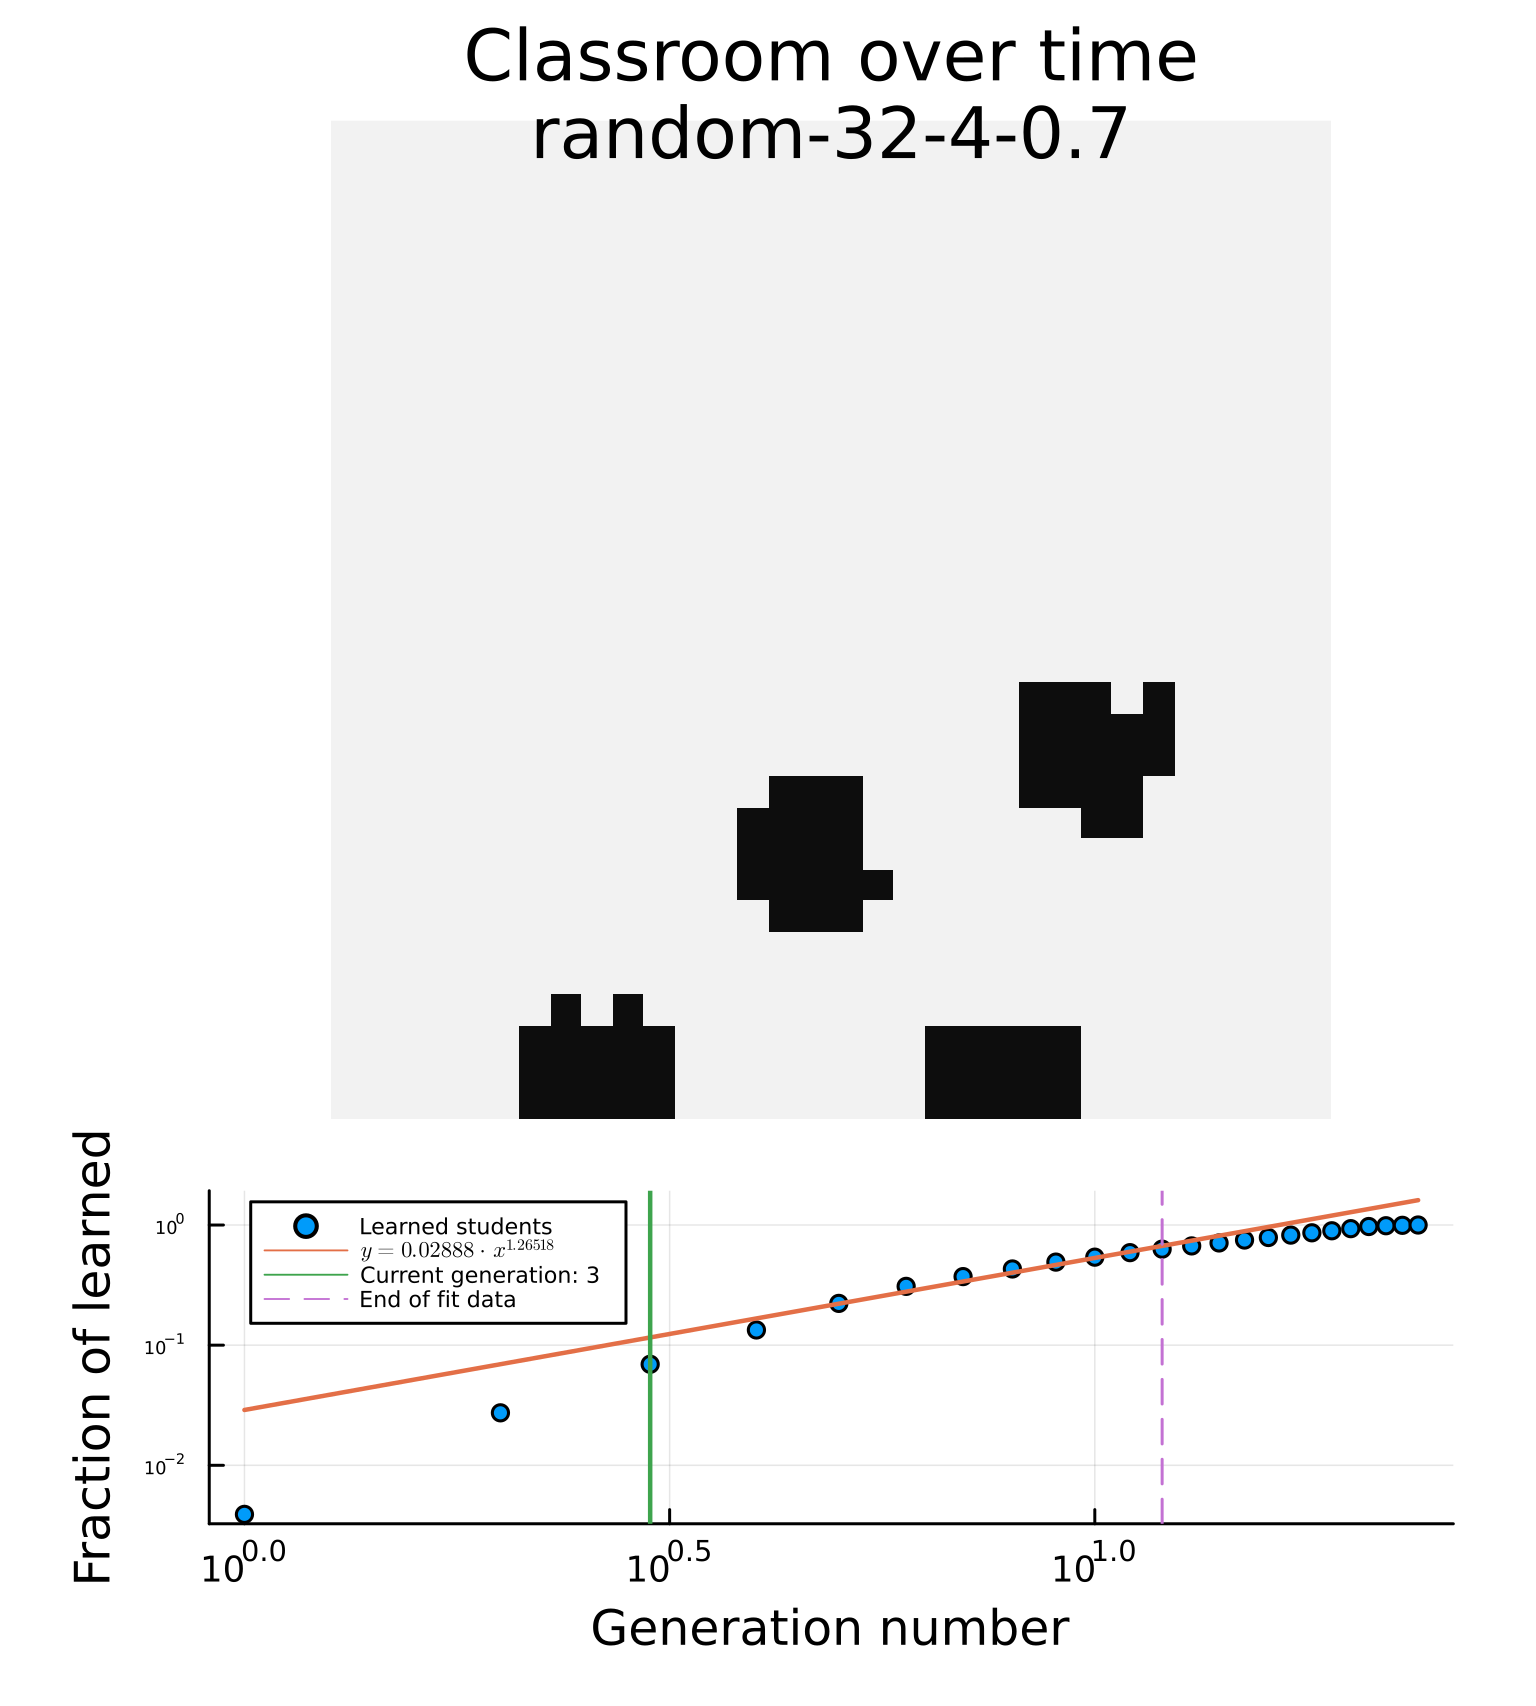 Classroom over time
random-32-4-0.7
Fraction of learned
10^0
10^-1
10^-2
Learned students
y = 0.02888 · x^1.26518
Current generation: 3
End of fit data
10^0.0
10^0.5
10^1.0
Generation number